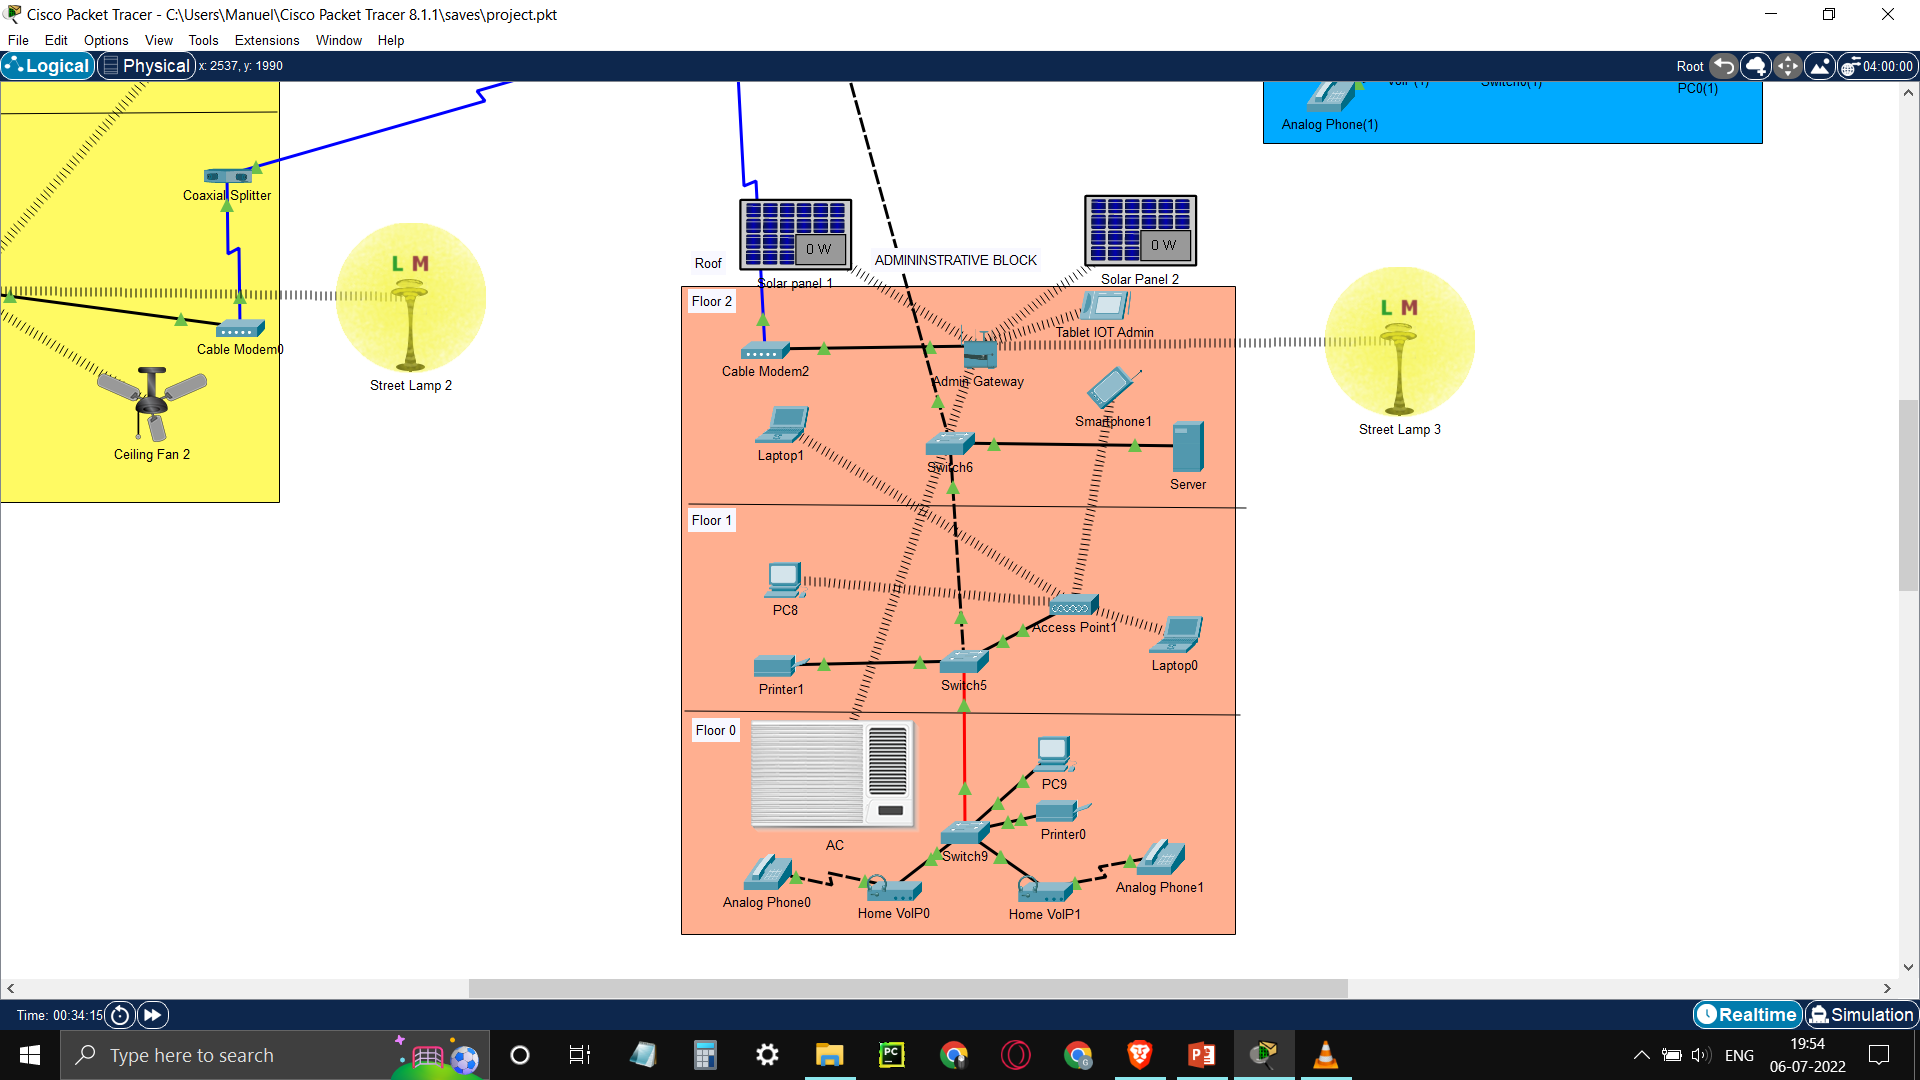 Cisco Packet Tracer - C:\Users\Manuel\Cisco Packet Tracer 8.1.1\saves\project.pkt
File Edit Options View Tools Extensions Window Help
Logical Physical x: 2537, y: 1990 Root 04:00:00
VoIP (1) Switch0(1) PC0(1)
Analog Phone(1)
Coaxial Splitter
Cable Modem0
Ceiling Fan 2
L M
Street Lamp 2
Roof
0 W
Solar panel 1
ADMININSTRATIVE BLOCK
0 W
Solar Panel 2
Floor 2
Tablet IOT Admin
Cable Modem2
Admin Gateway
Smartphone1
Laptop1
Switch6
Server
L M
Street Lamp 3
Floor 1
PC8
Access Point1
Laptop0
Printer1
Switch5
Floor 0
AC
PC9
Printer0
Switch9
Analog Phone0
Home VoIP0
Home VoIP1
Analog Phone1
Time: 00:34:15
Realtime Simulation
Type here to search
PC
G
P
ENG
19:54
06-07-2022